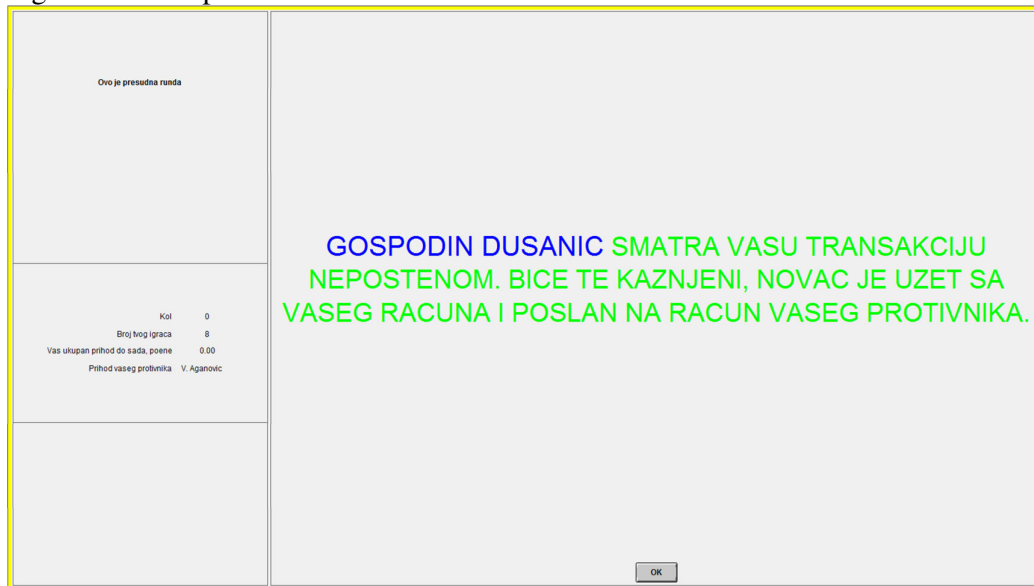 Ovo je presudna runda
Kol 0
Broj tvog igraca 8
Vas ukupan prihod do sada, poene 0.00
Prihod vaseg protivnika V. Aganovic
GOSPODIN DUSANIC SMATRA VASU TRANSAKCIJU
NEPOSTENOM. BICE TE KAZNJENI, NOVAC JE UZET SA
VASEG RACUNA I POSLAN NA RACUN VASEG PROTIVNIKA.
OK